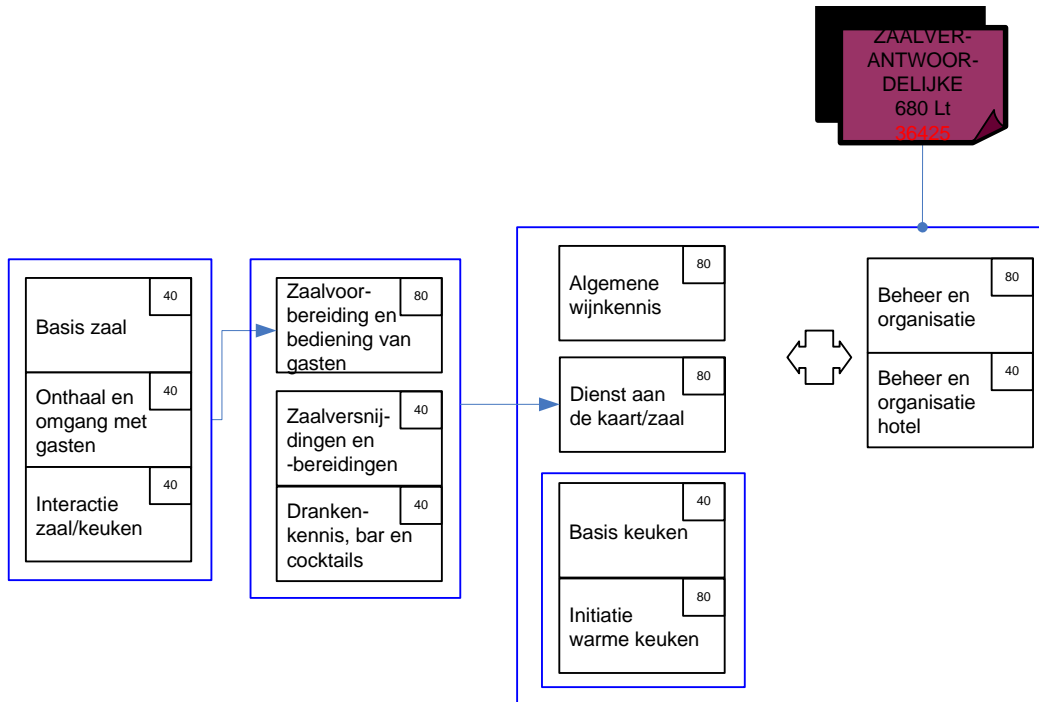 ZAALVER-
ANTWOOR-
DELIJKE
680 Lt
36425
40
Basis zaal
40
Onthaal en
omgang met
gasten
40
Interactie
zaal/keuken
80
Zaalvoor-
bereiding en
bediening van
gasten
40
Zaalversnij-
dingen en
-bereidingen
40
Dranken-
kennis, bar en
cocktails
80
Algemene
wijnkennis
80
Dienst aan
de kaart/zaal
40
Basis keuken
80
Initiatie
warme keuken
80
Beheer en
organisatie
40
Beheer en
organisatie
hotel